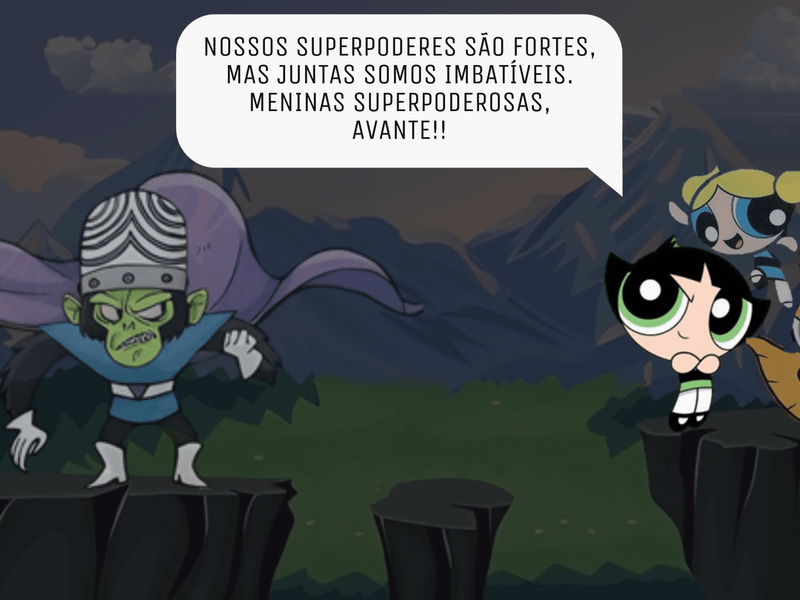 NOSSOS SUPERPODERES SÃO FORTES,
MAS JUNTAS SOMOS IMBATÍVEIS.
MENINAS SUPERPODEROSAS,
AVANTE!!